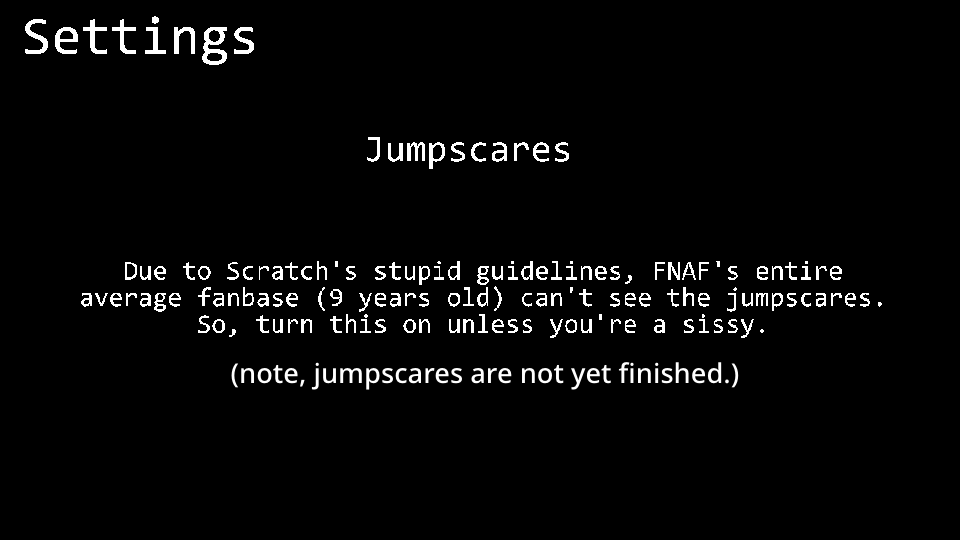 Settings
Jumpscares
Due to Scratch's stupid guidelines, FNAF's entire
average fanbase (9 years old) can't see the jumpscares.
So, turn this on unless you're a sissy.
(note, jumpscares are not yet finished.)